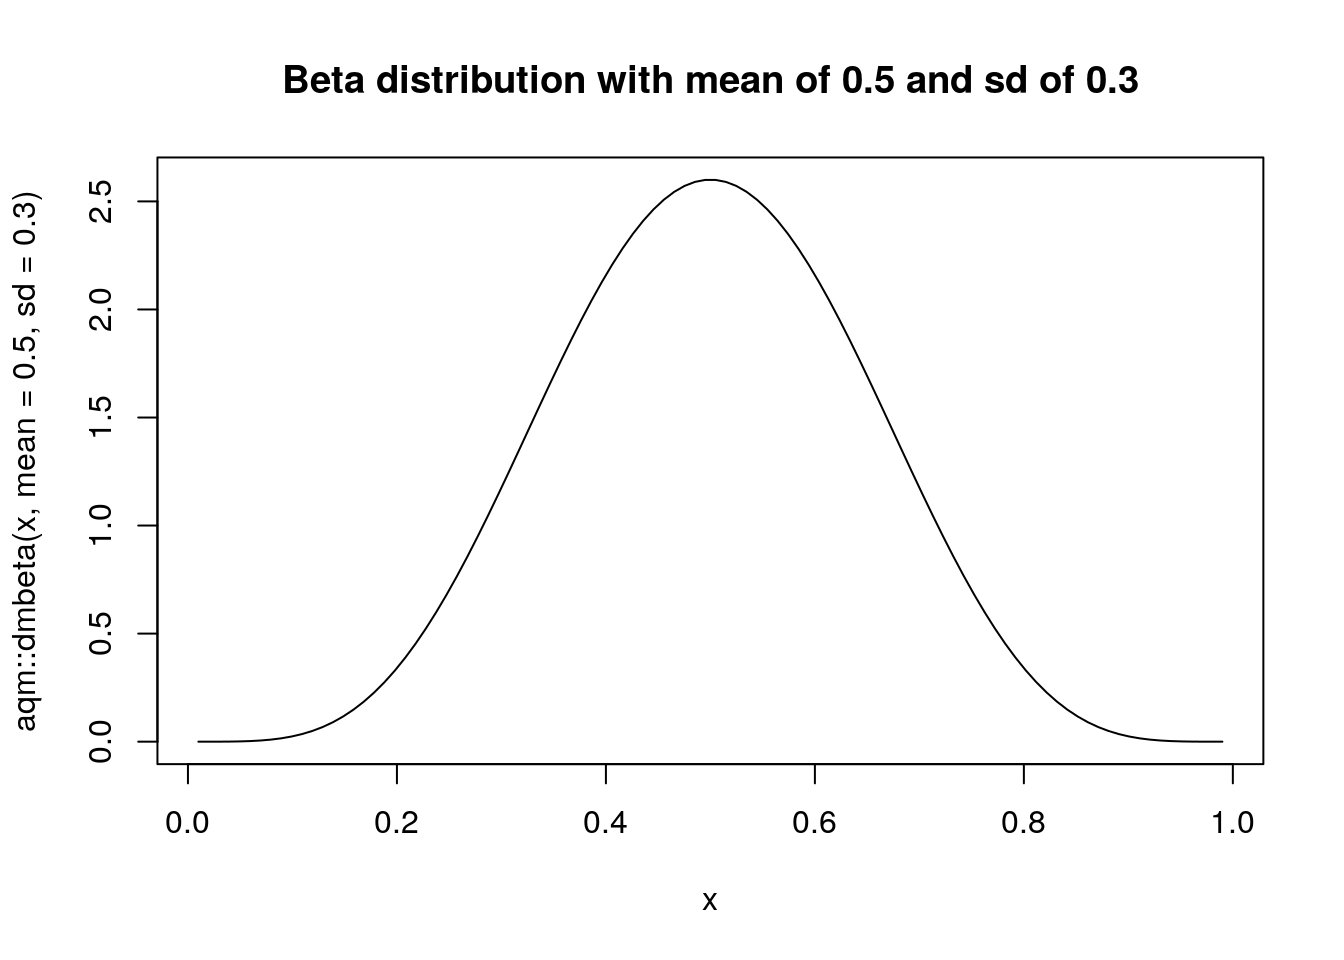 Beta distribution with mean of 0.5 and sd of 0.3
aqm::dmbeta(x, mean = 0.5, sd = 0.3)
2.5
2.0
1.5
1.0
0.5
0.0
0.0 0.2 0.4 0.6 0.8 1.0
x